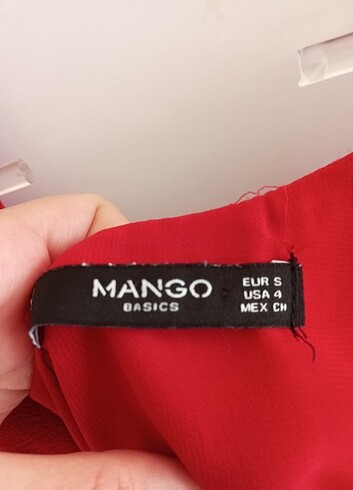 MANGO
BASICS
EUR S
USA 4
MEX CH